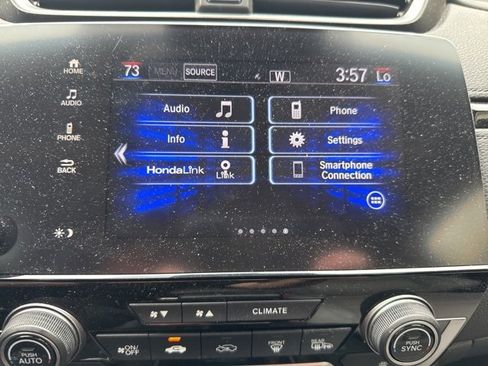 HOME
73 MENU SOURCE W 3:57 Lo
AUDIO
Audio Phone
PHONE
Info Settings
BACK
HondaLink Link Smartphone
Connection
CLIMATE
PUSH
AUTO
ON/
OFF
FRONT
REAR
PUSH
SYNC